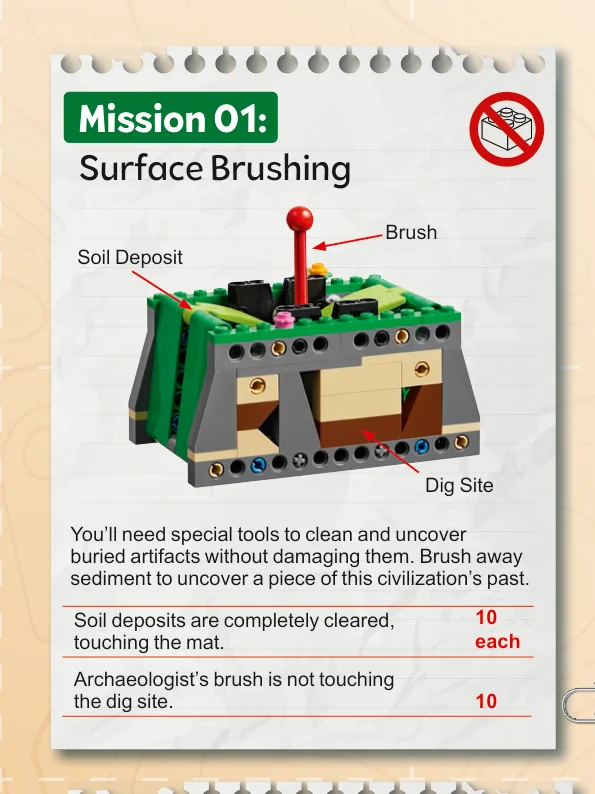 Mission 01:
Surface Brushing
Brush
Soil Deposit
Dig Site
You’ll need special tools to clean and uncover
buried artifacts without damaging them. Brush away
sediment to uncover a piece of this civilization’s past.
Soil deposits are completely cleared,
touching the mat.
10
each
Archaeologist’s brush is not touching
the dig site.
10